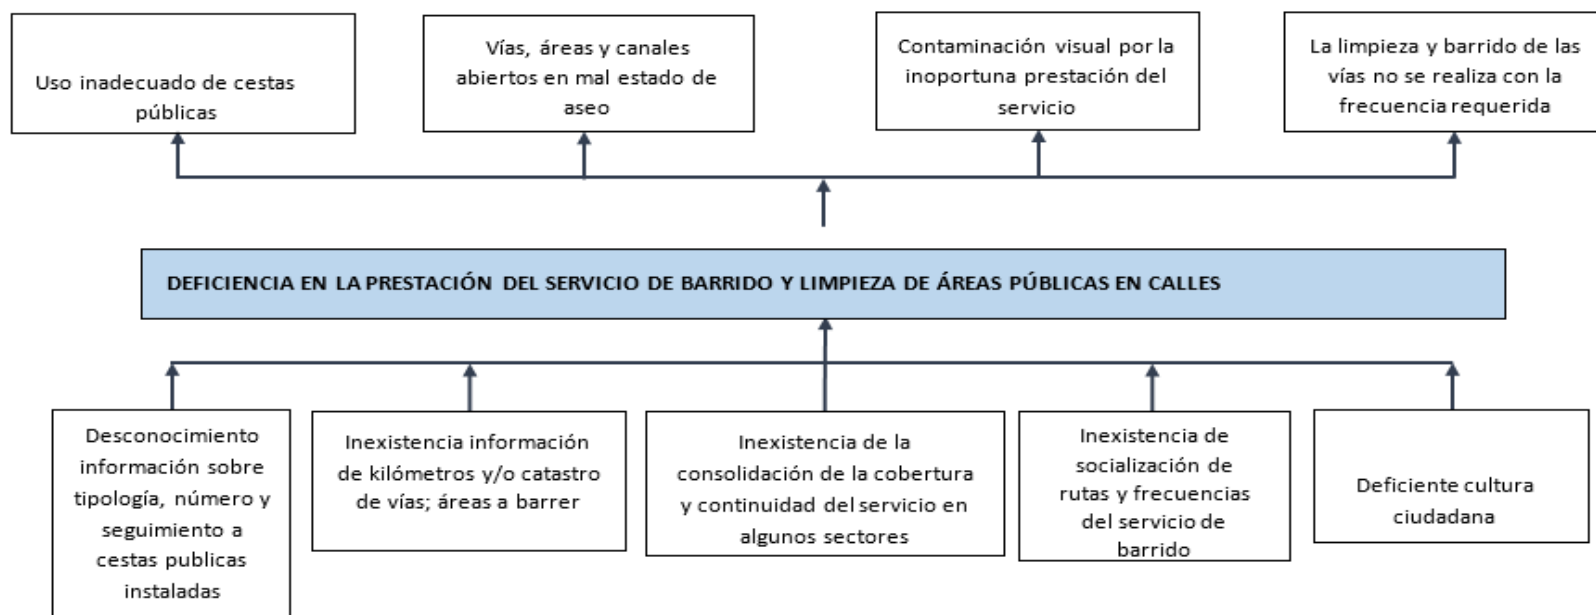 Uso inadecuado de cestas
públicas
Vías, áreas y canales
abiertos en mal estado de
aseo
Contaminación visual por la
inoportuna prestación del
servicio
La limpieza y barrido de las
vías no se realiza con la
frecuencia requerida
DEFICIENCIA EN LA PRESTACIÓN DEL SERVICIO DE BARRIDO Y LIMPIEZA DE ÁREAS PÚBLICAS EN CALLES
Desconocimiento
información sobre
tipología, número y
seguimiento a
cestas publicas
instaladas
Inexistencia información
de kilómetros y/o catastro
de vías; áreas a barrer
Inexistencia de la
consolidación de la cobertura
y continuidad del servicio en
algunos sectores
Inexistencia de
socialización de
rutas y frecuencias
del servicio de
barrido
Deficiente cultura
ciudadana